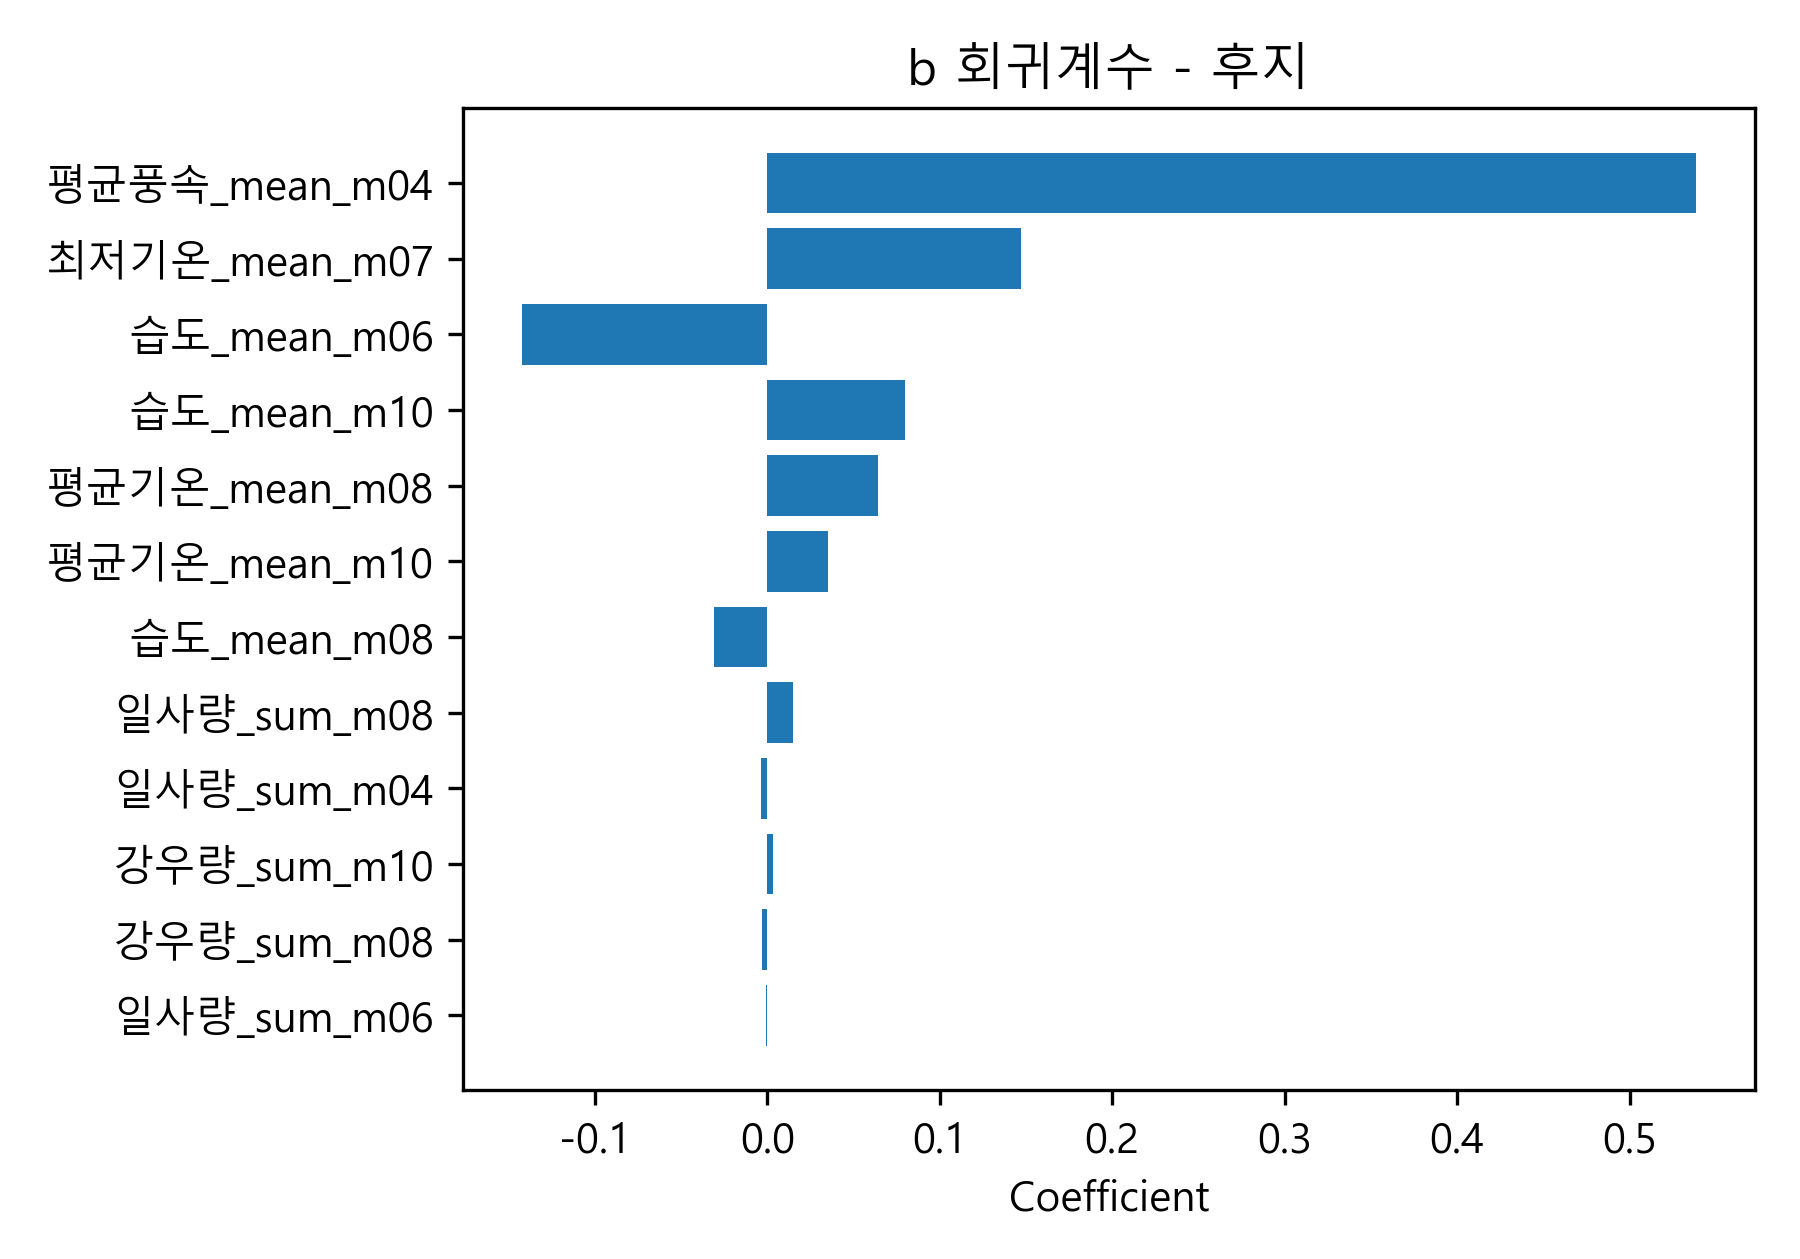 b 회귀계수 - 후지
평균풍속_mean_m04
최저기온_mean_m07
습도_mean_m06
습도_mean_m10
평균기온_mean_m08
평균기온_mean_m10
습도_mean_m08
일사량_sum_m08
일사량_sum_m04
강우량_sum_m10
강우량_sum_m08
일사량_sum_m06
-0.1 0.0 0.1 0.2 0.3 0.4 0.5
Coefficient